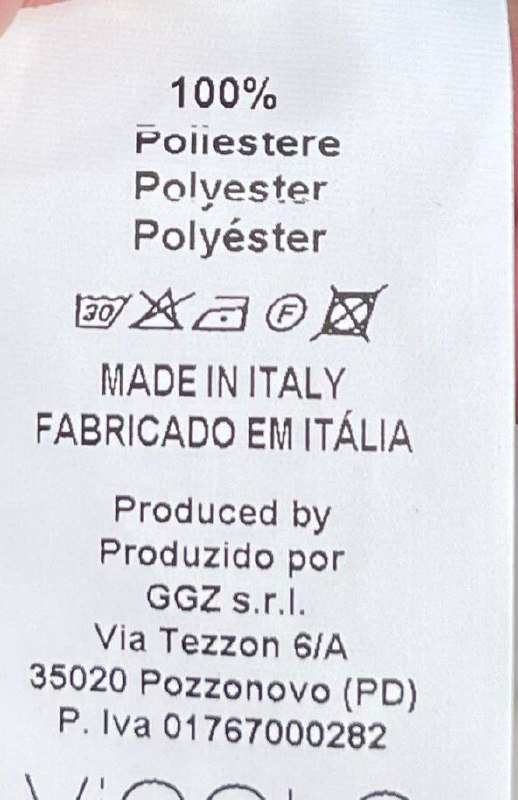 100%
Poliestere
Polyester
Polyéster
30 F
MADE IN ITALY
FABRICADO EM ITÁLIA
Produced by
Produzido por
GGZ s.r.l.
Via Tezzon 6/A
35020 Pozzonovo (PD)
P. Iva 01767000282